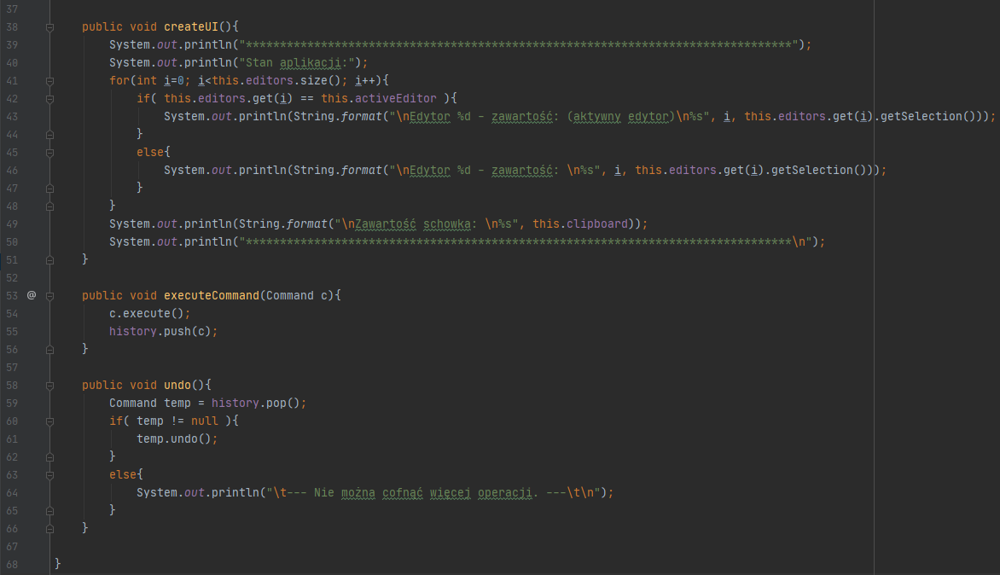 37
38 public void createUI(){
39 System.out.println("********************************************************************************");
40 System.out.println("Stan aplikacji:");
41 for(int i=0; i<this.editors.size(); i++){
42 if( this.editors.get(i) == this.activeEditor ){
43 System.out.println(String.format("\nEdytor %d - zawartość: (aktywny edytor)\n%s", i, this.editors.get(i).getSelection()));
44 }
45 else{
46 System.out.println(String.format("\nEdytor %d - zawartość: \n%s", i, this.editors.get(i).getSelection()));
47 }
48 }
49 System.out.println(String.format("\nZawartość schowka: \n%s", this.clipboard));
50 System.out.println("********************************************************************************\n");
51 }
52
53 @ public void executeCommand(Command c){
54 c.execute();
55 history.push(c);
56 }
57
58 public void undo(){
59 Command temp = history.pop();
60 if( temp != null ){
61 temp.undo();
62 }
63 else{
64 System.out.println("\t--- Nie można cofnąć więcej operacji. ---\t\n");
65 }
66 }
67
68 }